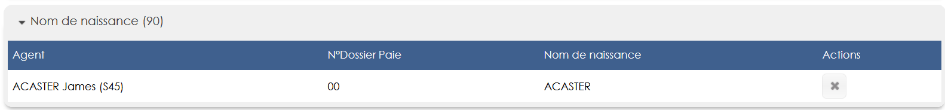 Nom de naissance (90)
Agent N°Dossier Paie Nom de naissance Actions
ACASTER James (S45) 00 ACASTER